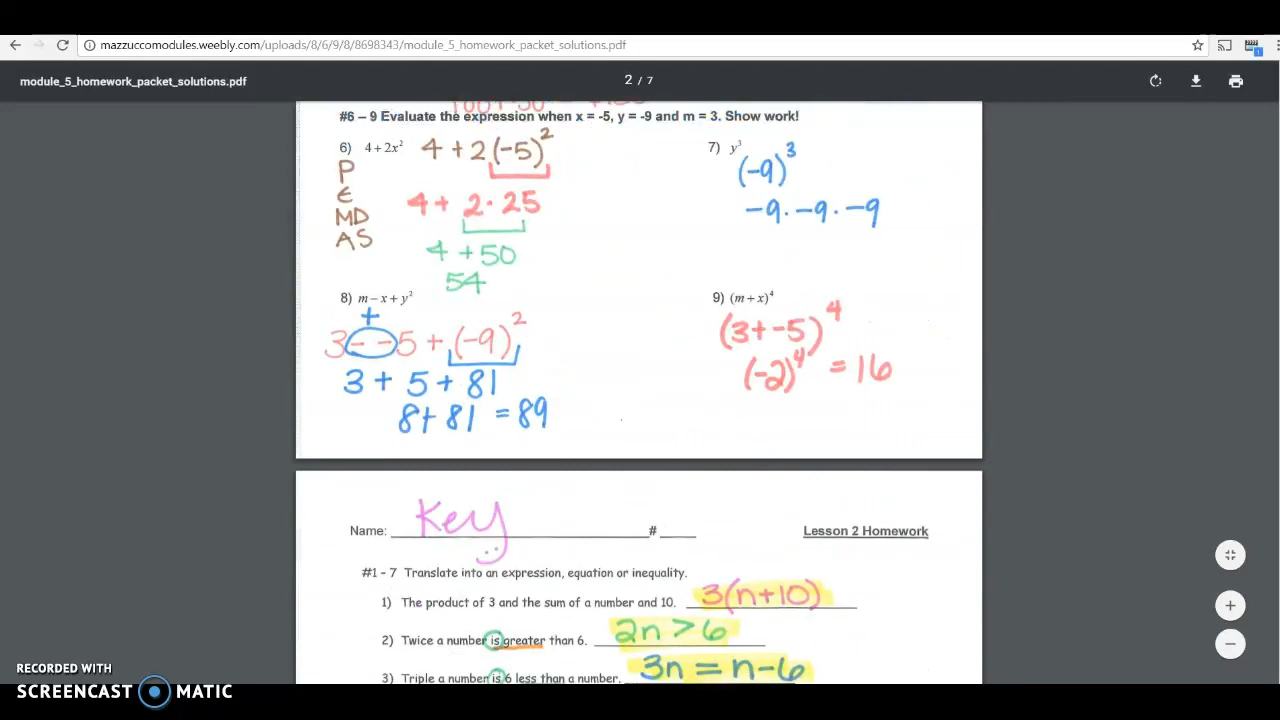 mazzuccomodules.weebly.com/uploads/8/6/9/8/8698343/module_5_homework_packet_solutions.pdf
module_5_homework_packet_solutions.pdf
2 / 7
#6 – 9 Evaluate the expression when x = -5, y = -9 and m = 3. Show work!
6) 4 + 2x² 4 + 2(-5)²
P
E
MD
AS
4 + 2·25
4 + 50
54
7) y³
(-9)³
-9 · -9 · -9
8) m – x + y²
+
3 - - 5 + (-9)²
3 + 5 + 81
8 + 81 = 89
9) (m + x)⁴
(3 + -5)⁴
(-2)⁴ = 16
Name: Key # 
Lesson 2 Homework
#1 - 7 Translate into an expression, equation or inequality.
1) The product of 3 and the sum of a number and 10. 3(n+10)
2) Twice a number is greater than 6. 2n > 6
3) Triple a number is 6 less than a number. 3n = n-6
RECORDED WITH
SCREENCAST MATIC